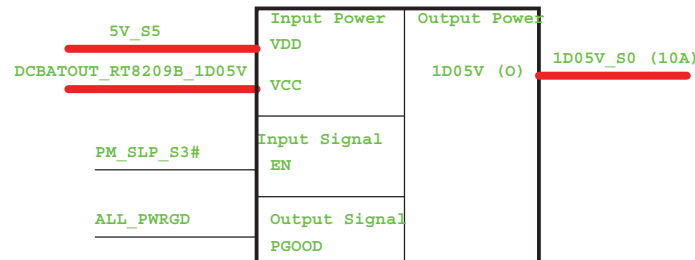 5V_S5
DCBATOUT_RT8209B_1D05V
PM_SLP_S3#
ALL_PWRGD
Input Power
VDD
VCC
Input Signal
EN
Output Signal
PGOOD
Output Power
1D05V (O)
1D05V_S0 (10A)